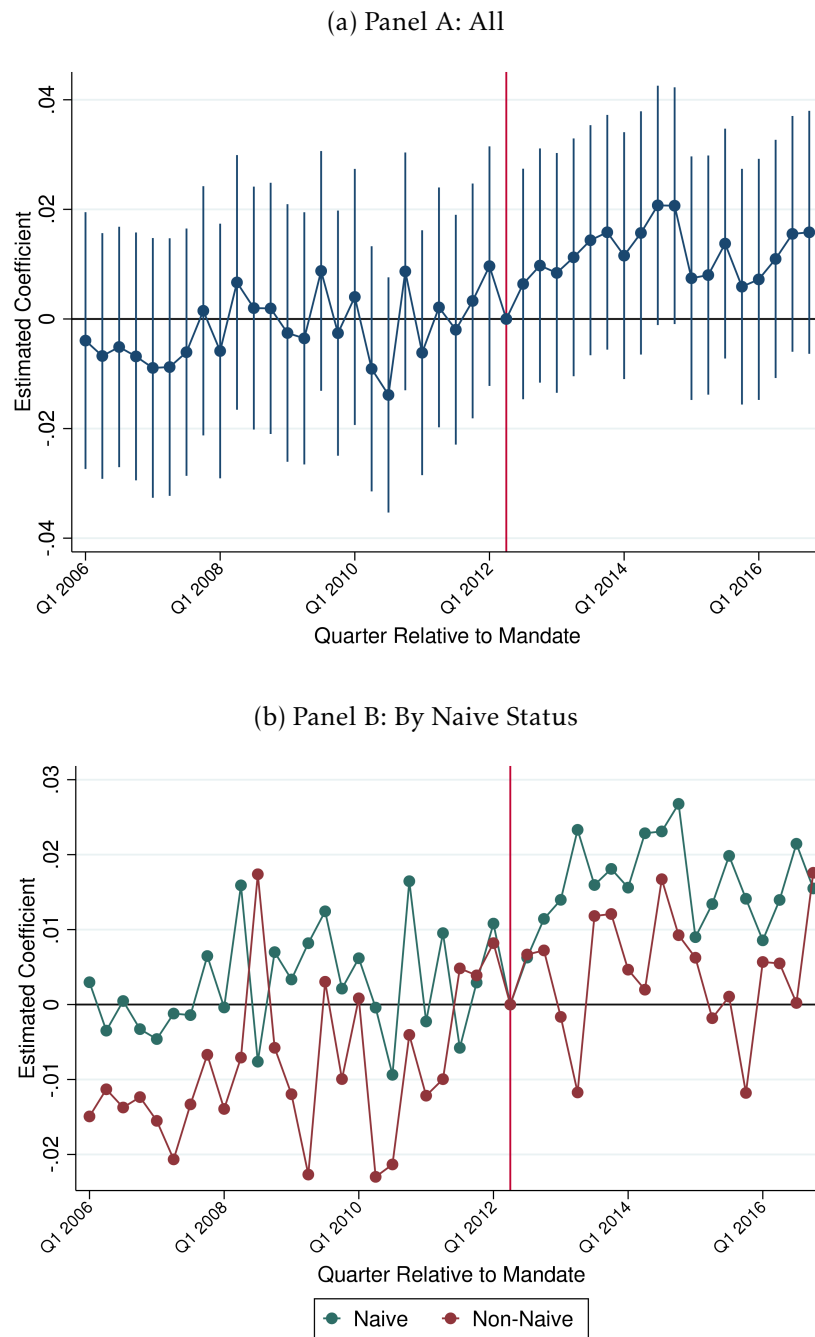 (a) Panel A: All
Estimated Coefficient
.04
.02
0
-.02
-.04
Q1 2006
Q1 2008
Q1 2010
Q1 2012
Q1 2014
Q1 2016
Quarter Relative to Mandate
(b) Panel B: By Naive Status
Estimated Coefficient
.03
.02
.01
0
-.01
-.02
Q1 2006
Q1 2008
Q1 2010
Q1 2012
Q1 2014
Q1 2016
Quarter Relative to Mandate
Naive
Non-Naive